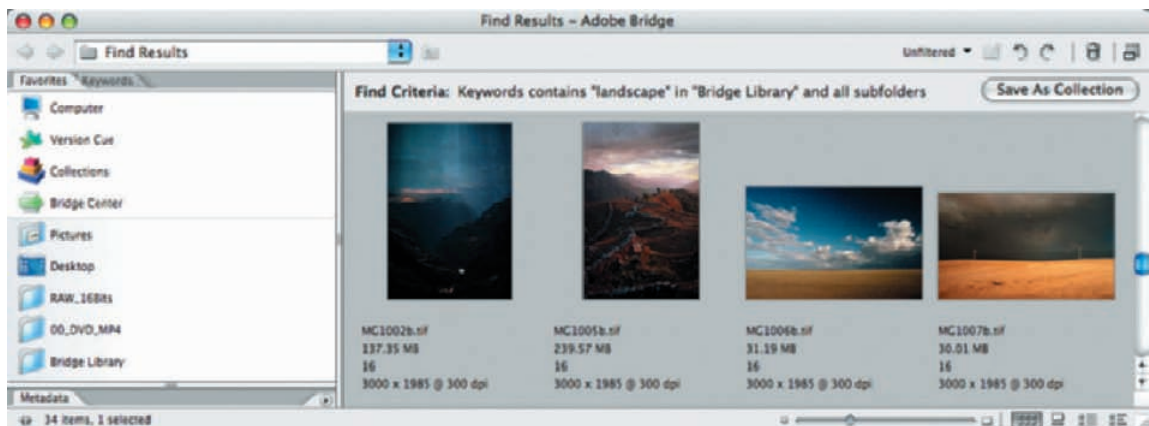 Find Results – Adobe Bridge
Find Results
Unfiltered
Favorites Keywords
Find Criteria: Keywords contains "landscape" in "Bridge Library" and all subfolders
Save As Collection
Computer
Version Cue
Collections
Bridge Center
Pictures
Desktop
RAW_16Bits
00_DVD_MP4
Bridge Library
MG1002b.tif
137.35 MB
16
3000 x 1985 @ 300 dpi
MG1005b.tif
239.57 MB
16
3000 x 1985 @ 300 dpi
MG1006b.tif
31.19 MB
16
3000 x 1985 @ 300 dpi
MG1007b.tif
30.01 MB
16
3000 x 1985 @ 300 dpi
Metadata
34 items, 1 selected